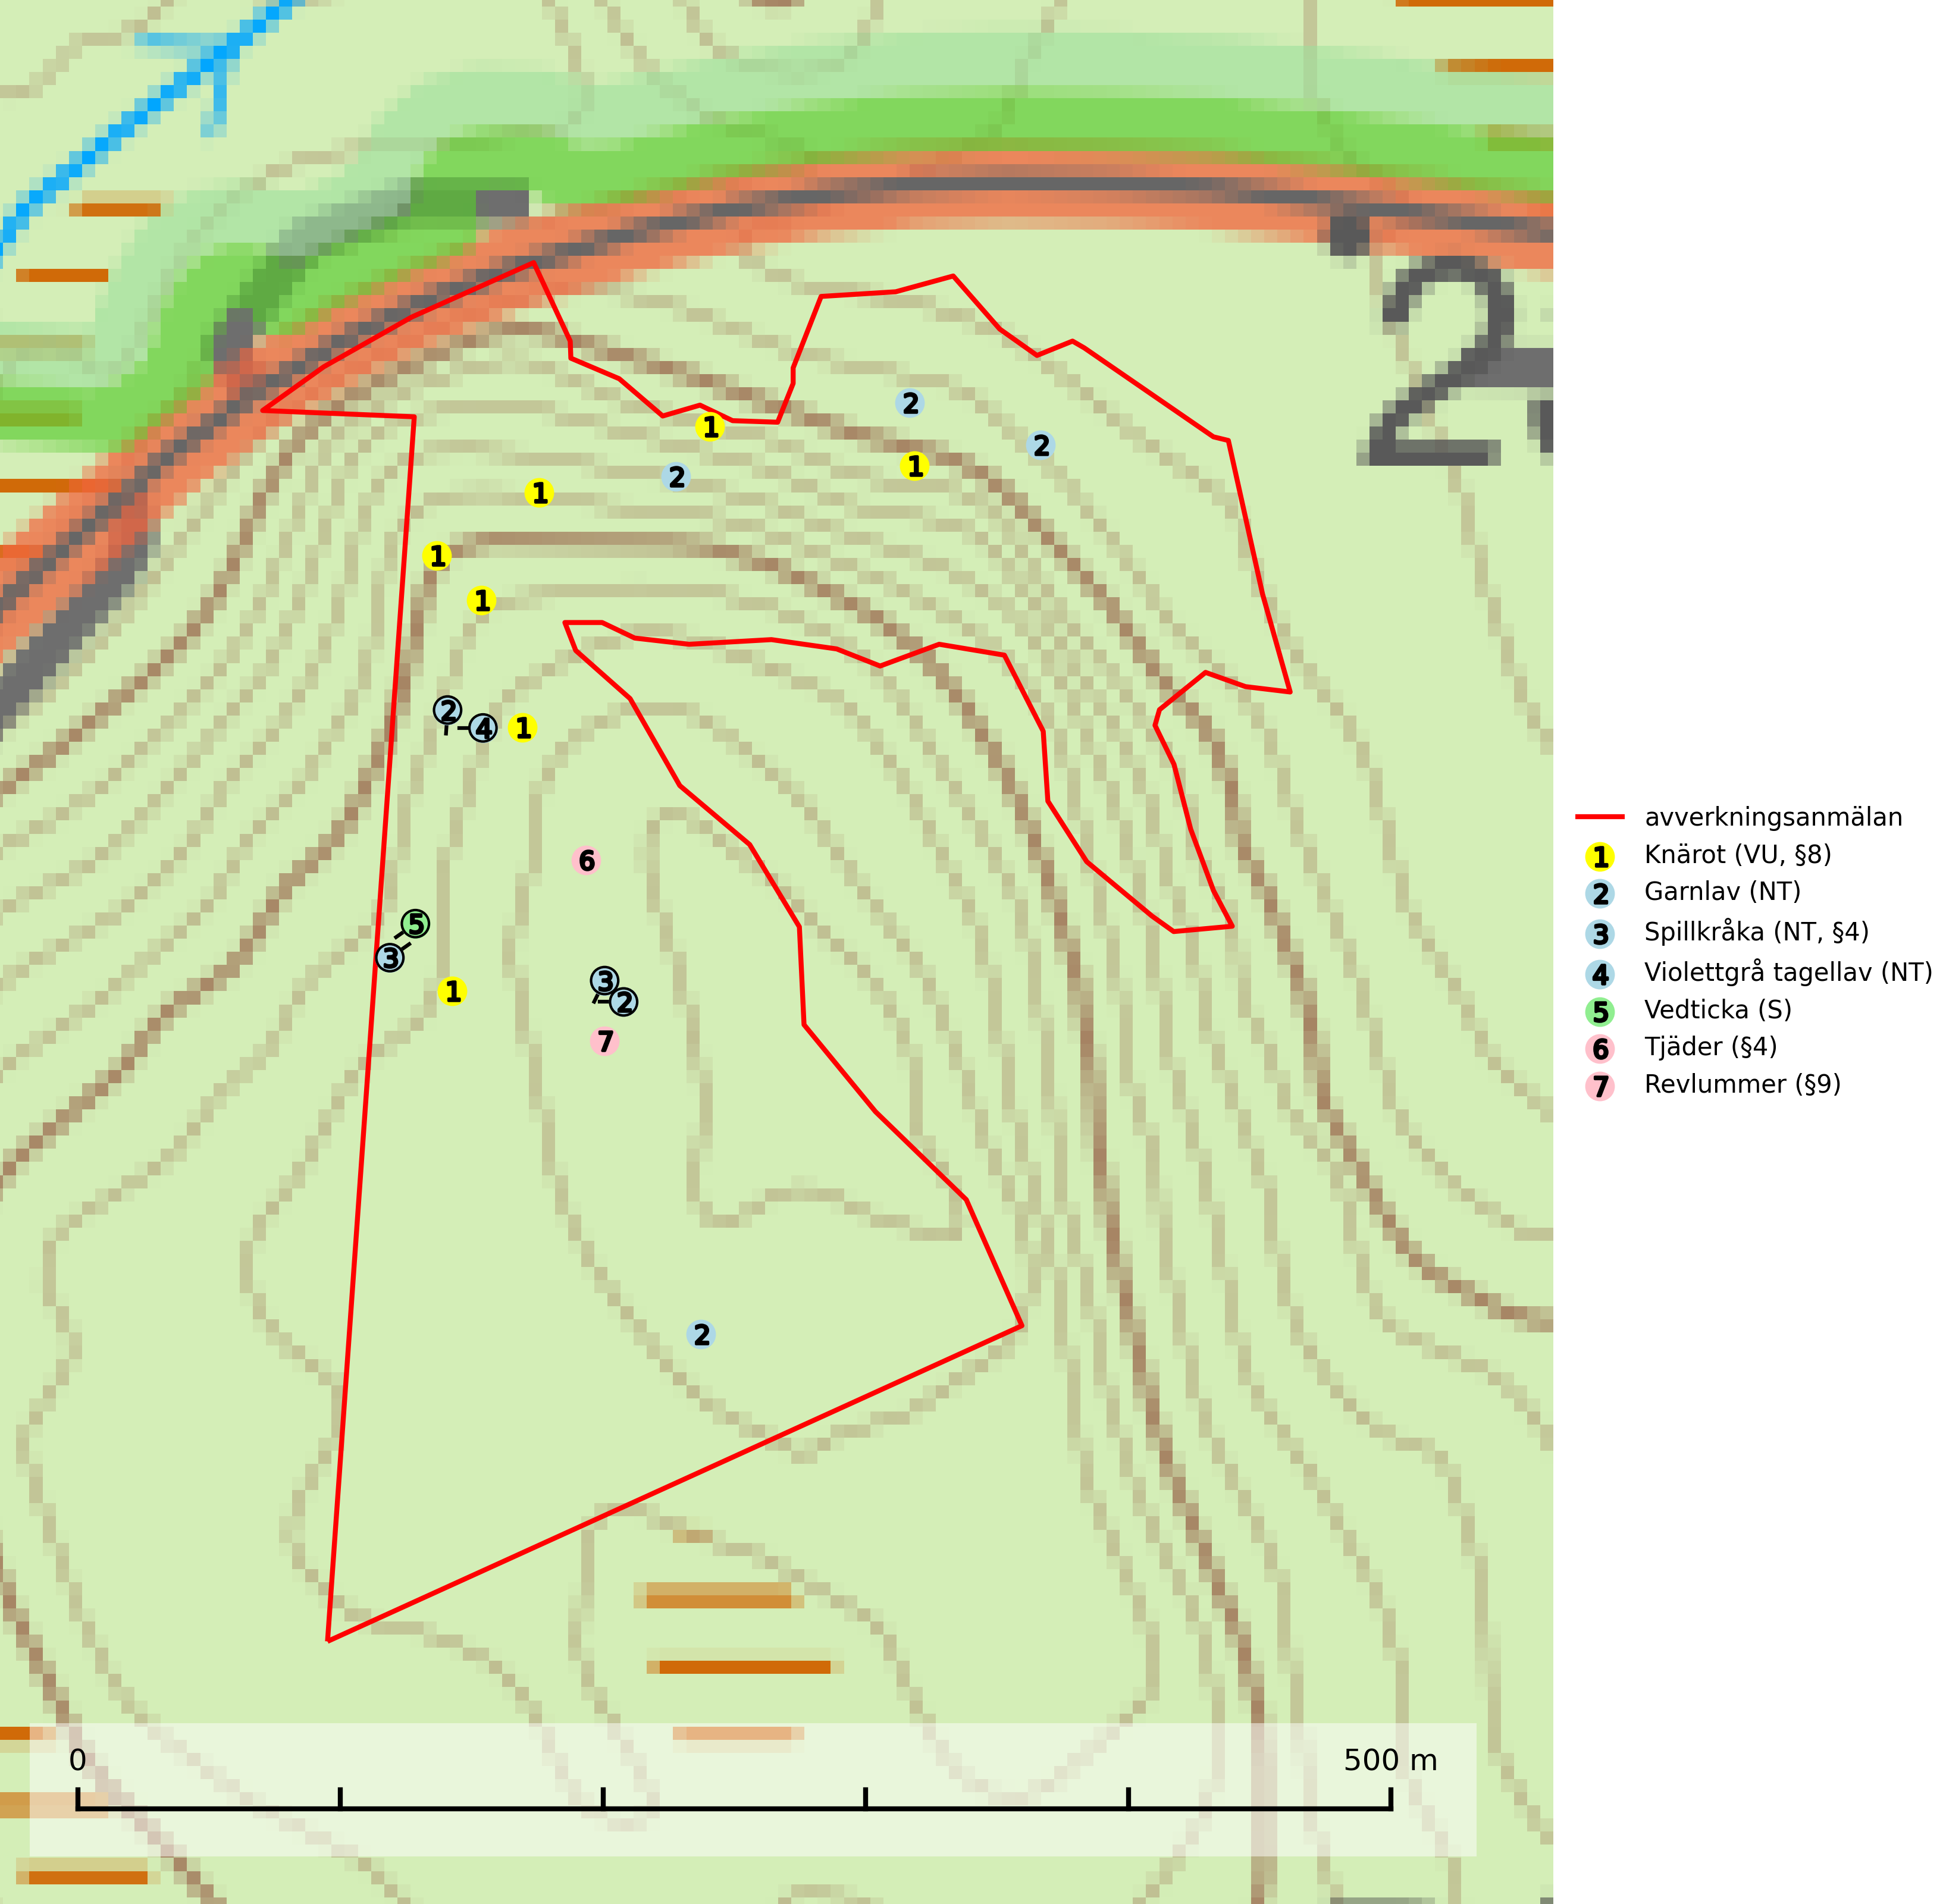 2
2
1
2
2
1
1
1
1
2
4
1
6
5
3
1
3
2
7
2
avverkningsanmälan
1 Knärot (VU, §8)
2 Garnlav (NT)
3 Spillkråka (NT, §4)
4 Violettgrå tagellav (NT)
5 Vedticka (S)
6 Tjäder (§4)
7 Revlummer (§9)
0 500 m